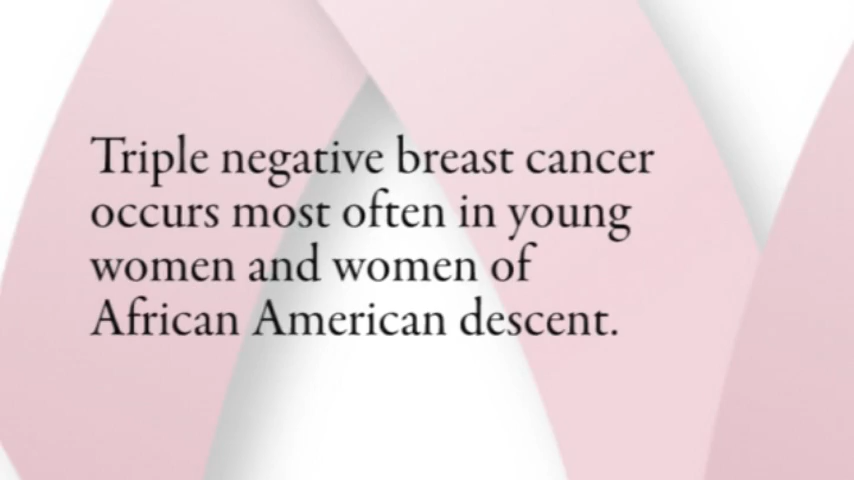 Triple negative breast cancer
occurs most often in young
women and women of
African American descent.